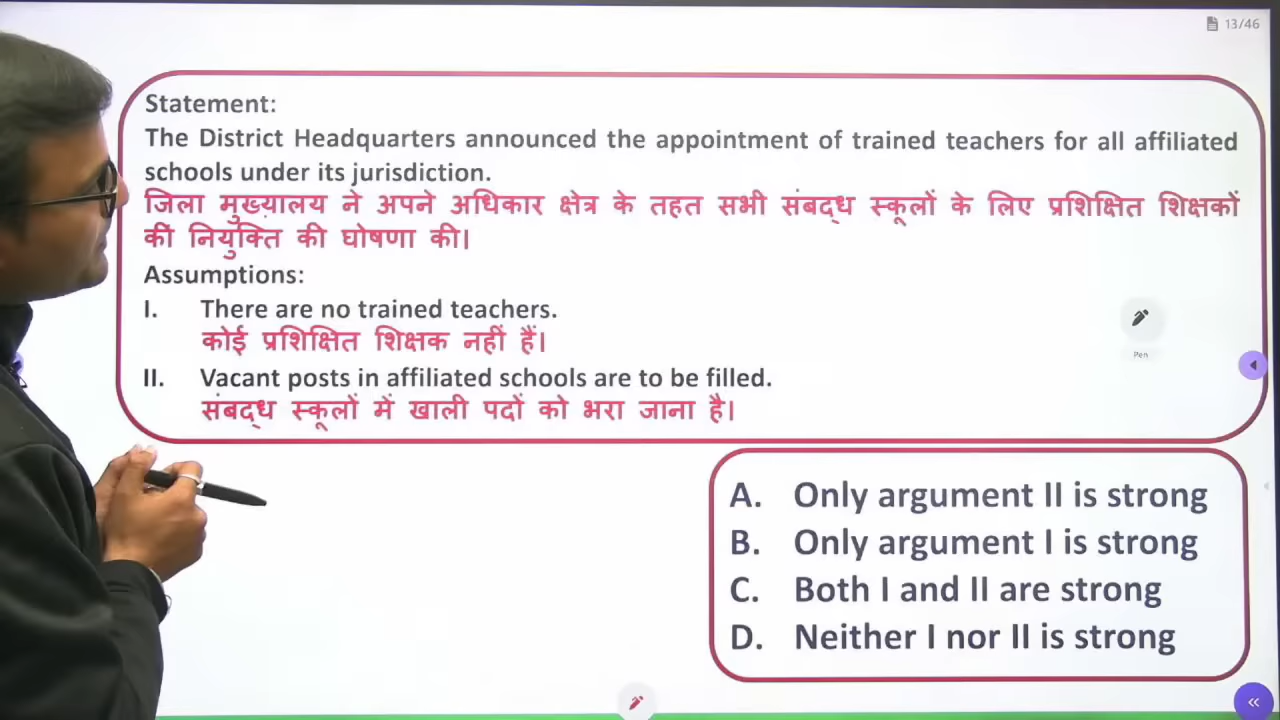 13/46
Statement:
The District Headquarters announced the appointment of trained teachers for all affiliated
schools under its jurisdiction.
जिला मुख्यालय ने अपने अधिकार क्षेत्र के तहत सभी संबद्ध स्कूलों के लिए प्रशिक्षित शिक्षकों
की नियुक्ति की घोषणा की।
Assumptions:
I. There are no trained teachers.
कोई प्रशिक्षित शिक्षक नहीं हैं।
II. Vacant posts in affiliated schools are to be filled.
संबद्ध स्कूलों में खाली पदों को भरा जाना है।
Pen
A. Only argument II is strong
B. Only argument I is strong
C. Both I and II are strong
D. Neither I nor II is strong